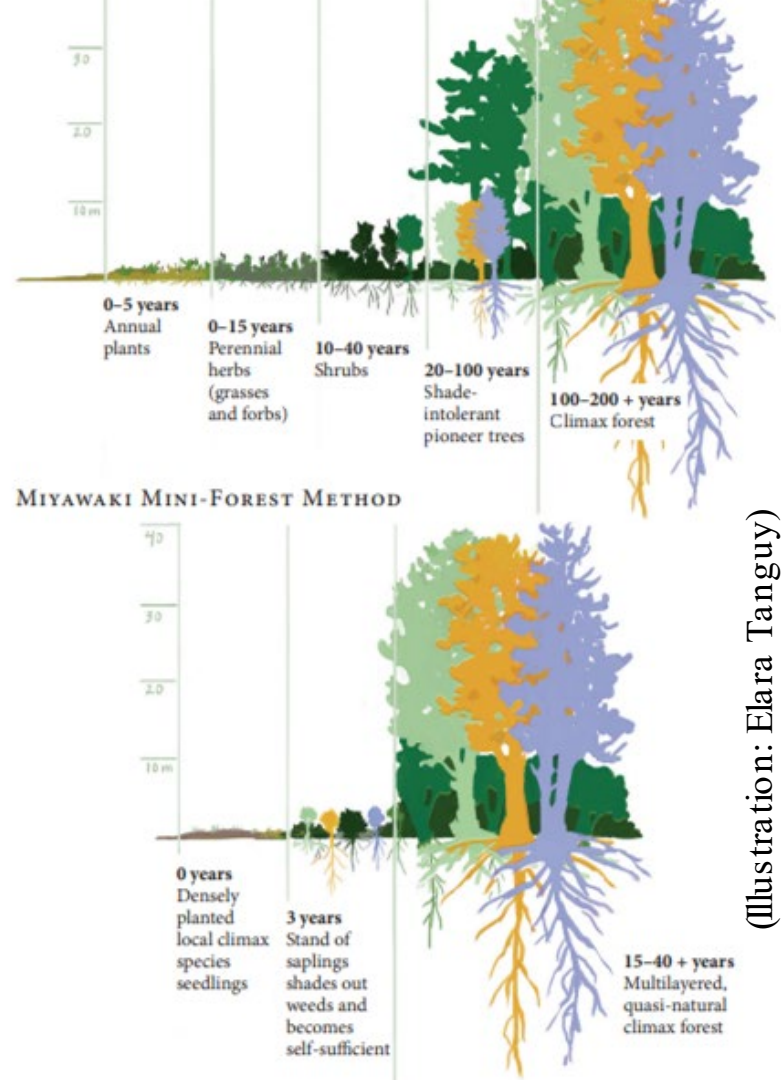 30
20
10 m
0–5 years
Annual
plants
0–15 years
Perennial
herbs
(grasses
and forbs)
10–40 years
Shrubs
20–100 years
Shade-
intolerant
pioneer trees
100–200 + years
Climax forest
MIYAWAKI MINI-FOREST METHOD
40
30
20
10 m
0 years
Densely
planted
local climax
species
seedlings
3 years
Stand of
saplings
shades out
weeds and
becomes
self-sufficient
15–40 + years
Multilayered,
quasi-natural
climax forest
(Illustration: Elara Tanguy)